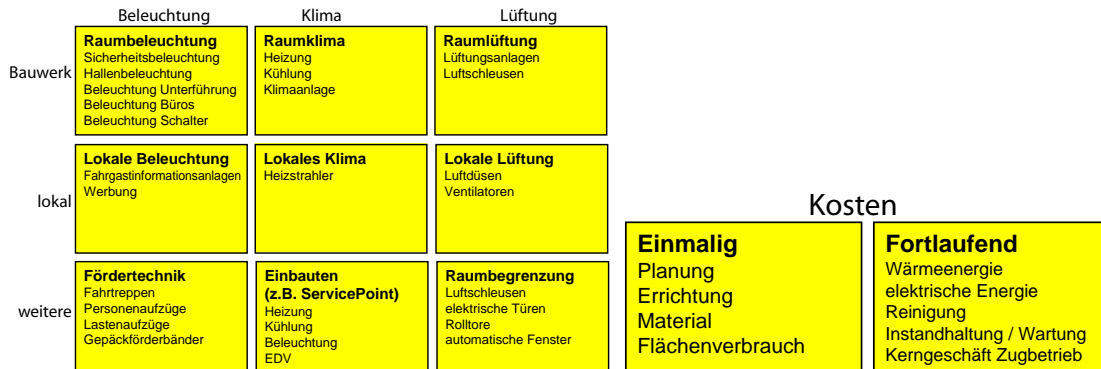 Beleuchtung
Klima
Lüftung
Bauwerk
Raumbeleuchtung
Sicherheitsbeleuchtung
Hallenbeleuchtung
Beleuchtung Unterführung
Beleuchtung Büros
Beleuchtung Schalter
Raumklima
Heizung
Kühlung
Klimaanlage
Raumlüftung
Lüftungsanlagen
Luftschleusen
lokal
Lokale Beleuchtung
Fahrgastinformationsanlagen
Werbung
Lokales Klima
Heizstrahler
Lokale Lüftung
Luftdüsen
Ventilatoren
weitere
Fördertechnik
Fahrtreppen
Personenaufzüge
Lastenaufzüge
Gepäckförderbänder
Einbauten
(z.B. ServicePoint)
Heizung
Kühlung
Beleuchtung
EDV
Raumbegrenzung
Luftschleusen
elektrische Türen
Rolltore
automatische Fenster
Kosten
Einmalig
Planung
Errichtung
Material
Flächenverbrauch
Fortlaufend
Wärmeenergie
elektrische Energie
Reinigung
Instandhaltung / Wartung
Kerngeschäft Zugbetrieb